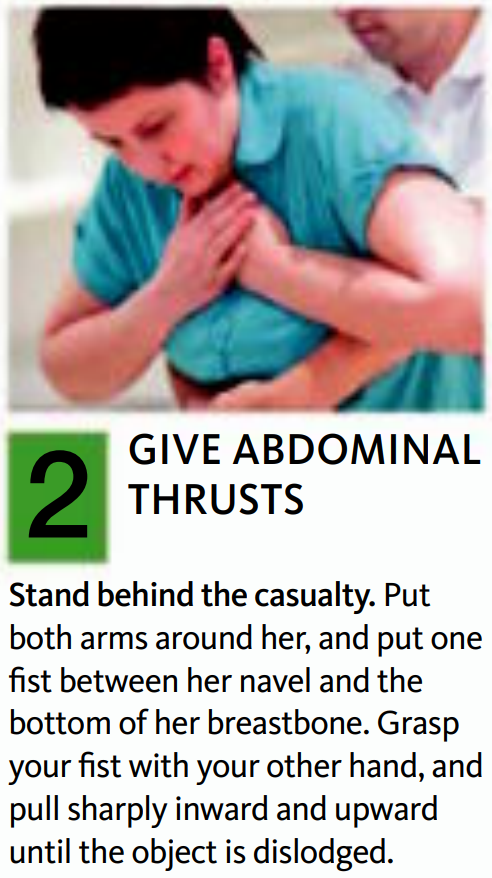 2
GIVE ABDOMINAL
THRUSTS
Stand behind the casualty. Put
both arms around her, and put one
fist between her navel and the
bottom of her breastbone. Grasp
your fist with your other hand, and
pull sharply inward and upward
until the object is dislodged.